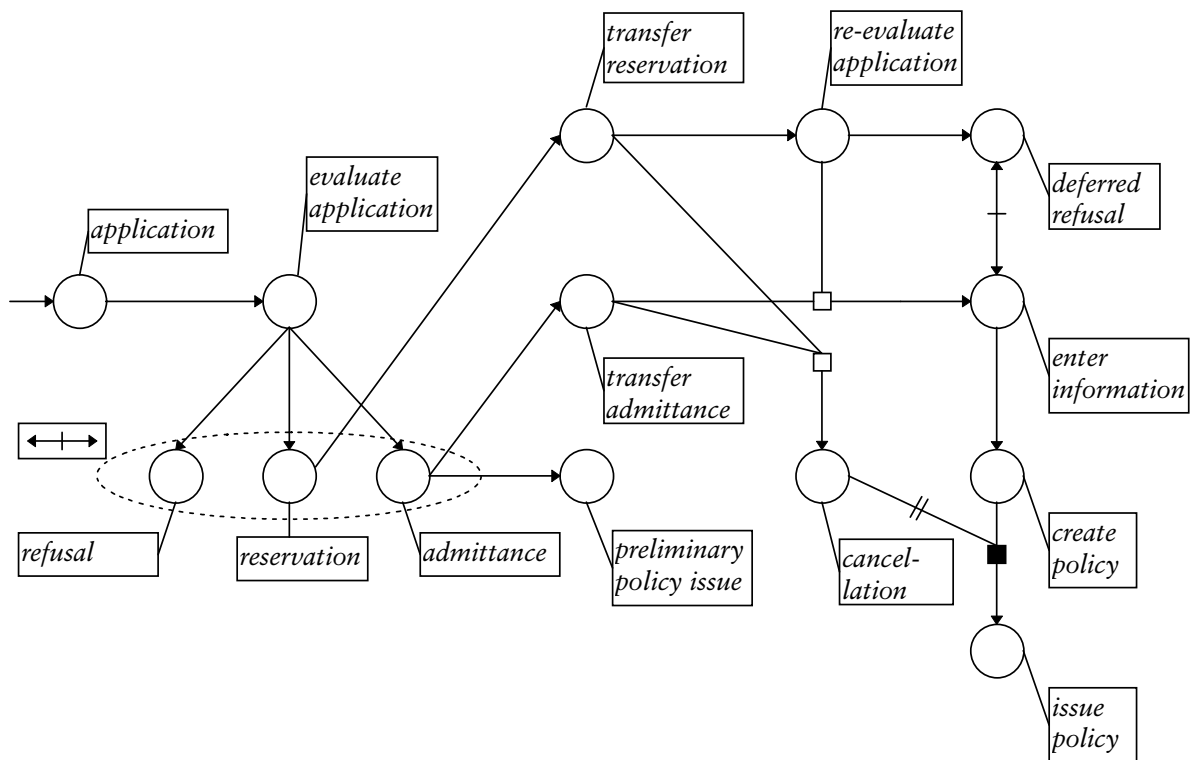 transfer
reservation
re-evaluate
application
evaluate
application
deferred
refusal
application
enter
information
transfer
admittance
refusal
reservation
admittance
preliminary
policy issue
cancel-
lation
create
policy
issue
policy